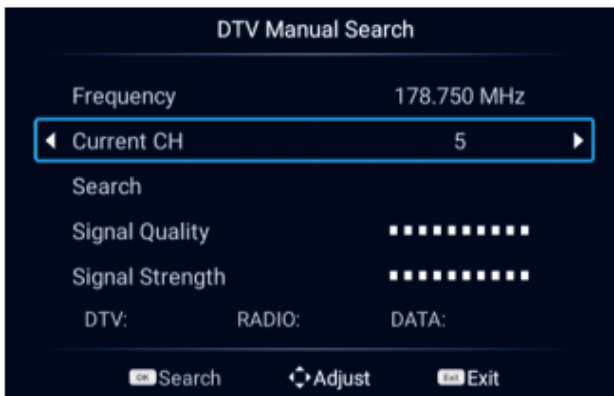 DTV Manual Search
Frequency 178.750 MHz
Current CH 5
Search
Signal Quality
Signal Strength
DTV: RADIO: DATA:
OK Search Adjust Exit Exit